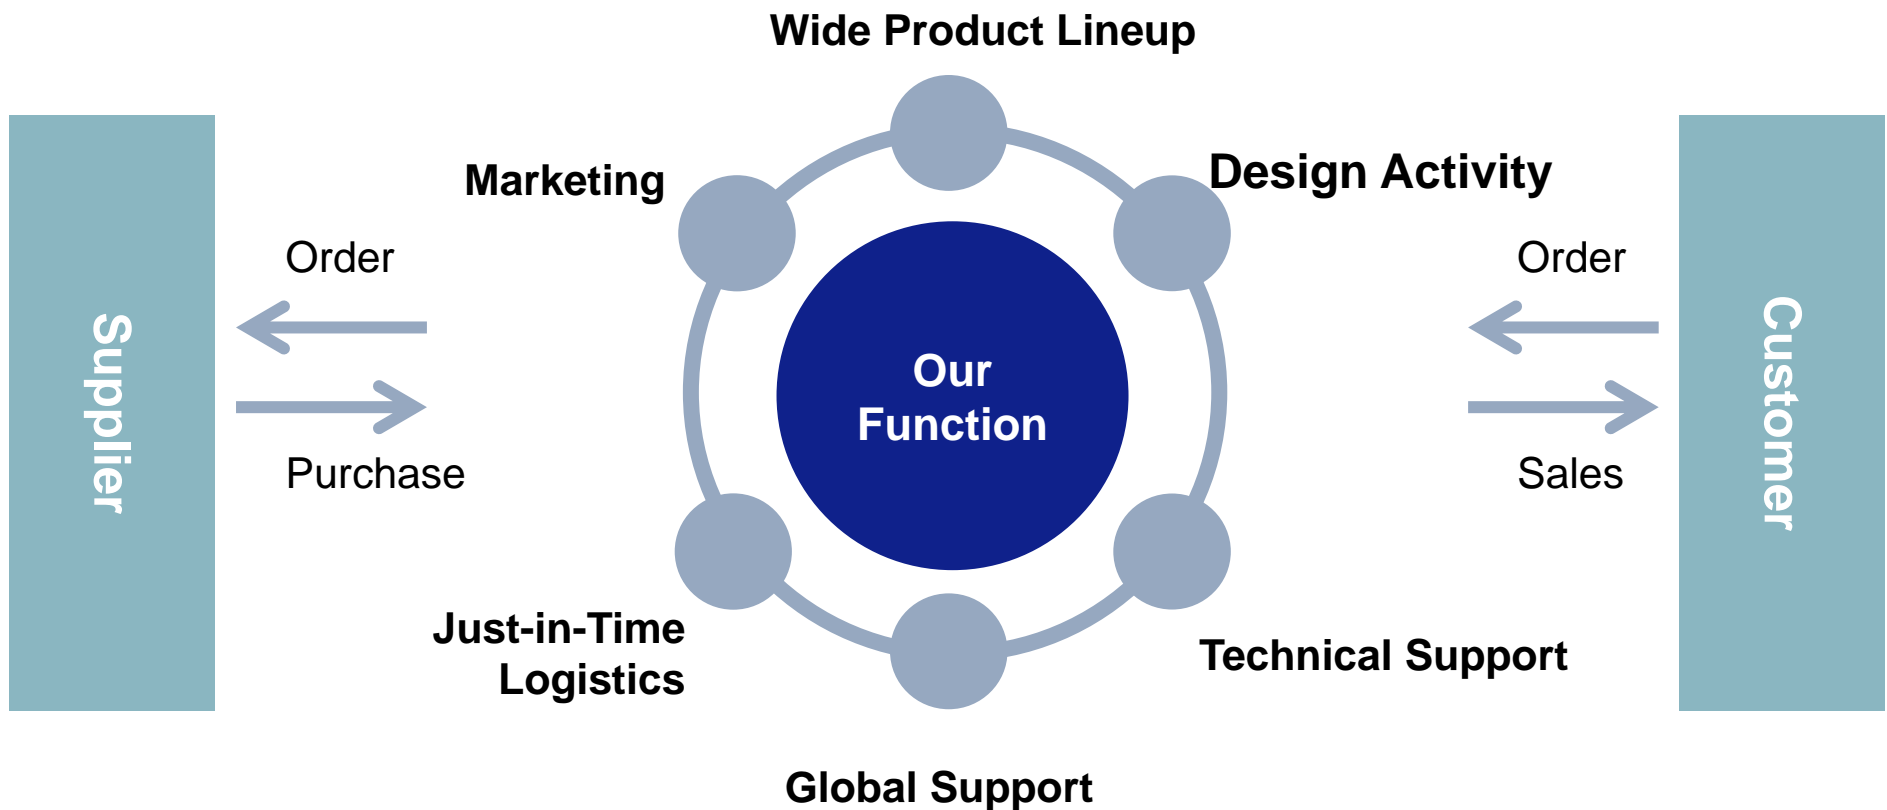 Wide Product Lineup
Marketing
Design Activity
Order
Order
Supplier
Our
Function
Customer
Purchase
Sales
Just-in-Time
Logistics
Technical Support
Global Support